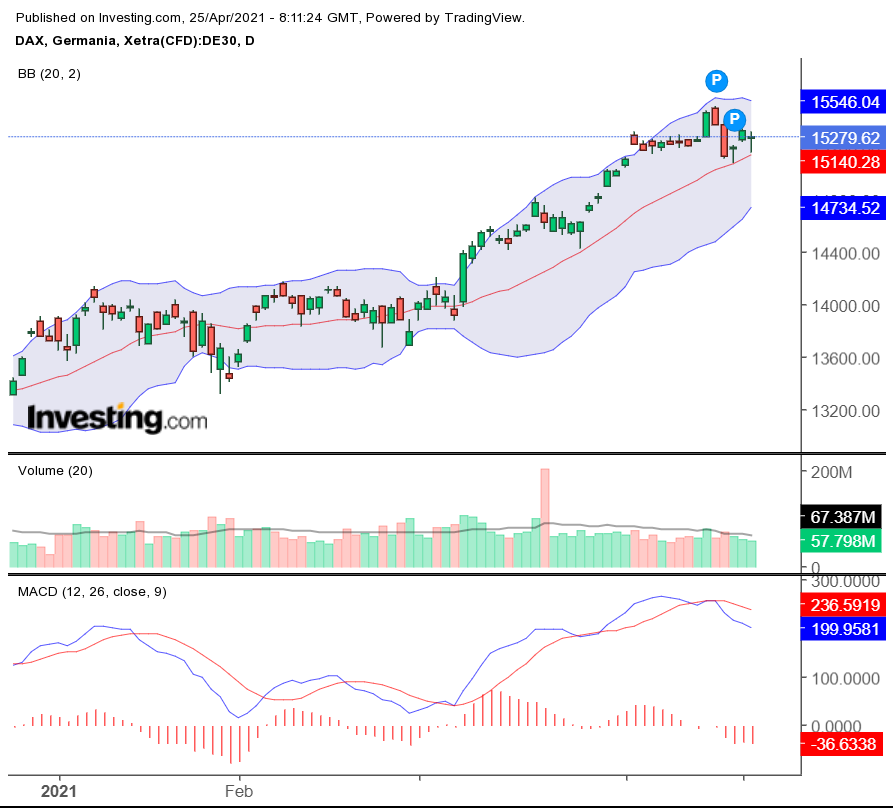 Published on Investing.com, 25/Apr/2021 - 8:11:24 GMT, Powered by TradingView.
DAX, Germania, Xetra(CFD):DE30, D
BB (20, 2)
P
P
15546.04
15279.62
15140.28
14734.52
14400.00
14000.00
13600.00
13200.00
Investing.com
Volume (20)
200M
67.387M
57.798M
0
MACD (12, 26, close, 9)
300.0000
236.5919
199.9581
100.0000
0.0000
-36.6338
2021 Feb